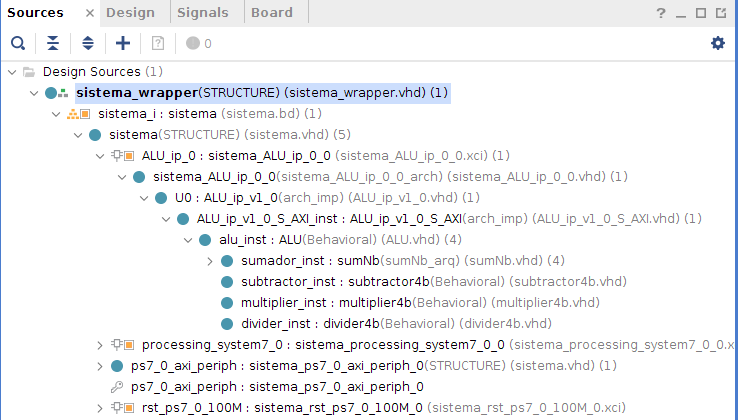 Sources × Design Signals Board ? _
0
Design Sources (1)
sistema_wrapper(STRUCTURE) (sistema_wrapper.vhd) (1)
sistema_i : sistema (sistema.bd) (1)
sistema(STRUCTURE) (sistema.vhd) (5)
ALU_ip_0 : sistema_ALU_ip_0_0 (sistema_ALU_ip_0_0.xci) (1)
sistema_ALU_ip_0_0(sistema_ALU_ip_0_0_arch) (sistema_ALU_ip_0_0.vhd) (1)
U0 : ALU_ip_v1_0(arch_imp) (ALU_ip_v1_0.vhd) (1)
ALU_ip_v1_0_S_AXI_inst : ALU_ip_v1_0_S_AXI(arch_imp) (ALU_ip_v1_0_S_AXI.vhd) (1)
alu_inst : ALU(Behavioral) (ALU.vhd) (4)
sumador_inst : sumNb(sumNb_arq) (sumNb.vhd) (4)
subtractor_inst : subtractor4b(Behavioral) (subtractor4b.vhd)
multiplier_inst : multiplier4b(Behavioral) (multiplier4b.vhd)
divider_inst : divider4b(Behavioral) (divider4b.vhd)
processing_system7_0 : sistema_processing_system7_0_0 (sistema_processing_system7_0_0.x
ps7_0_axi_periph : sistema_ps7_0_axi_periph_0(STRUCTURE) (sistema.vhd) (1)
ps7_0_axi_periph : sistema_ps7_0_axi_periph_0
rst_ps7_0_100M : sistema_rst_ps7_0_100M_0 (sistema_rst_ps7_0_100M_0.xci)